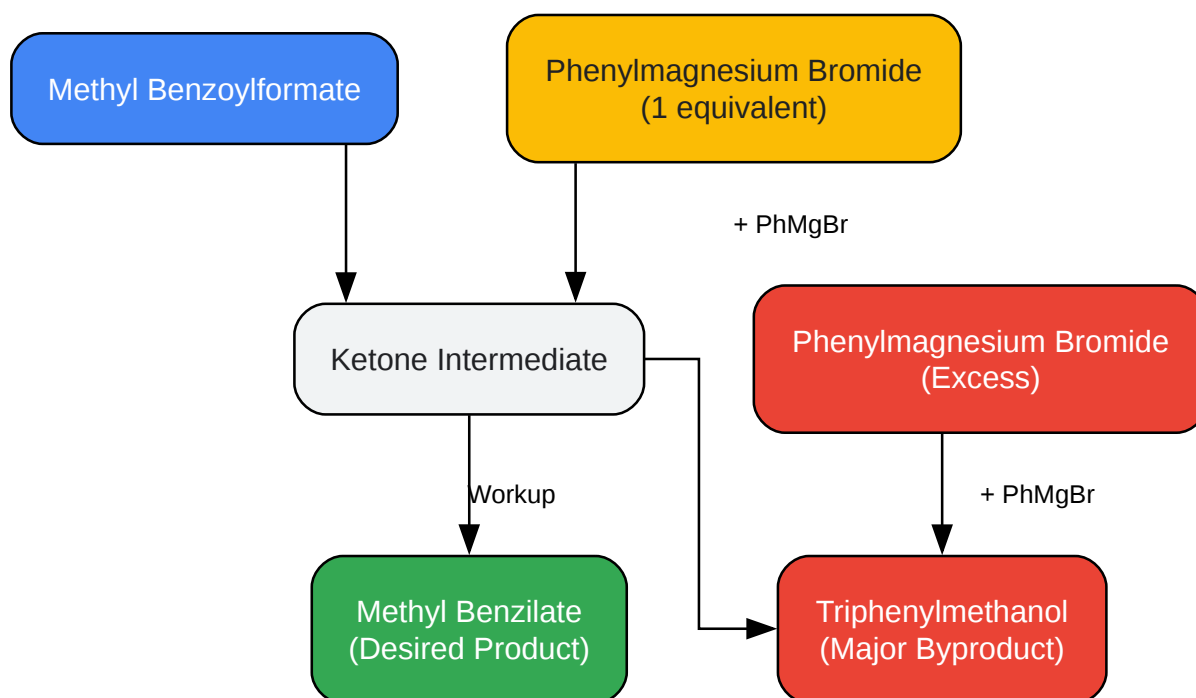 Methyl Benzoylformate
Phenylmagnesium Bromide
(1 equivalent)
+ PhMgBr
Ketone Intermediate
Phenylmagnesium Bromide
(Excess)
Workup
+ PhMgBr
Methyl Benzilate
(Desired Product)
Triphenylmethanol
(Major Byproduct)